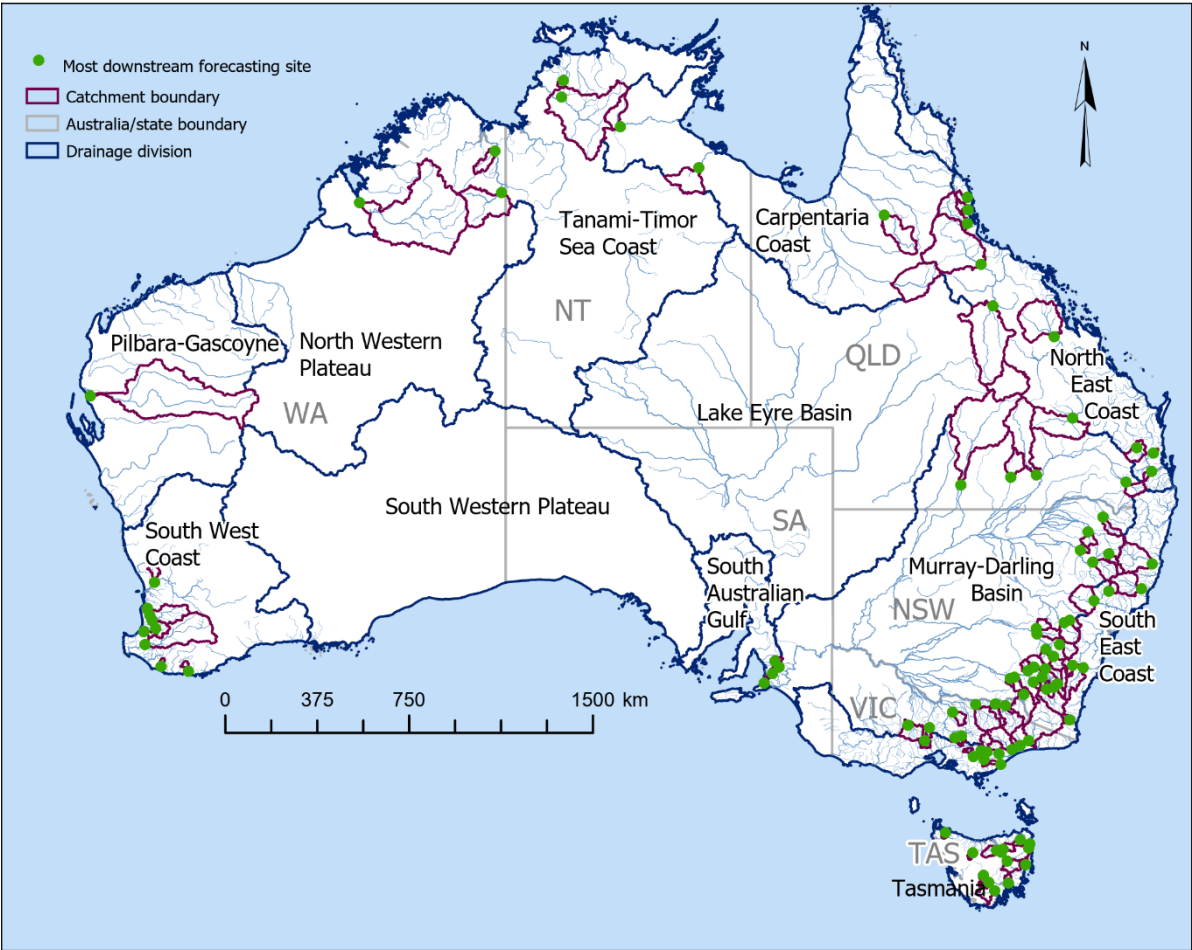 Most downstream forecasting site
Catchment boundary
Australia/state boundary
Drainage division
N
Tanami-Timor
Sea Coast
Carpentaria
Coast
NT
Pilbara-Gascoyne
North Western
Plateau
QLD
North
East
Coast
WA
Lake Eyre Basin
South Western Plateau
SA
South West
Coast
South
Australian
Gulf
Murray-Darling
Basin
NSW
South
East
Coast
0 375 750 1500 km
VIC
TAS
Tasmania